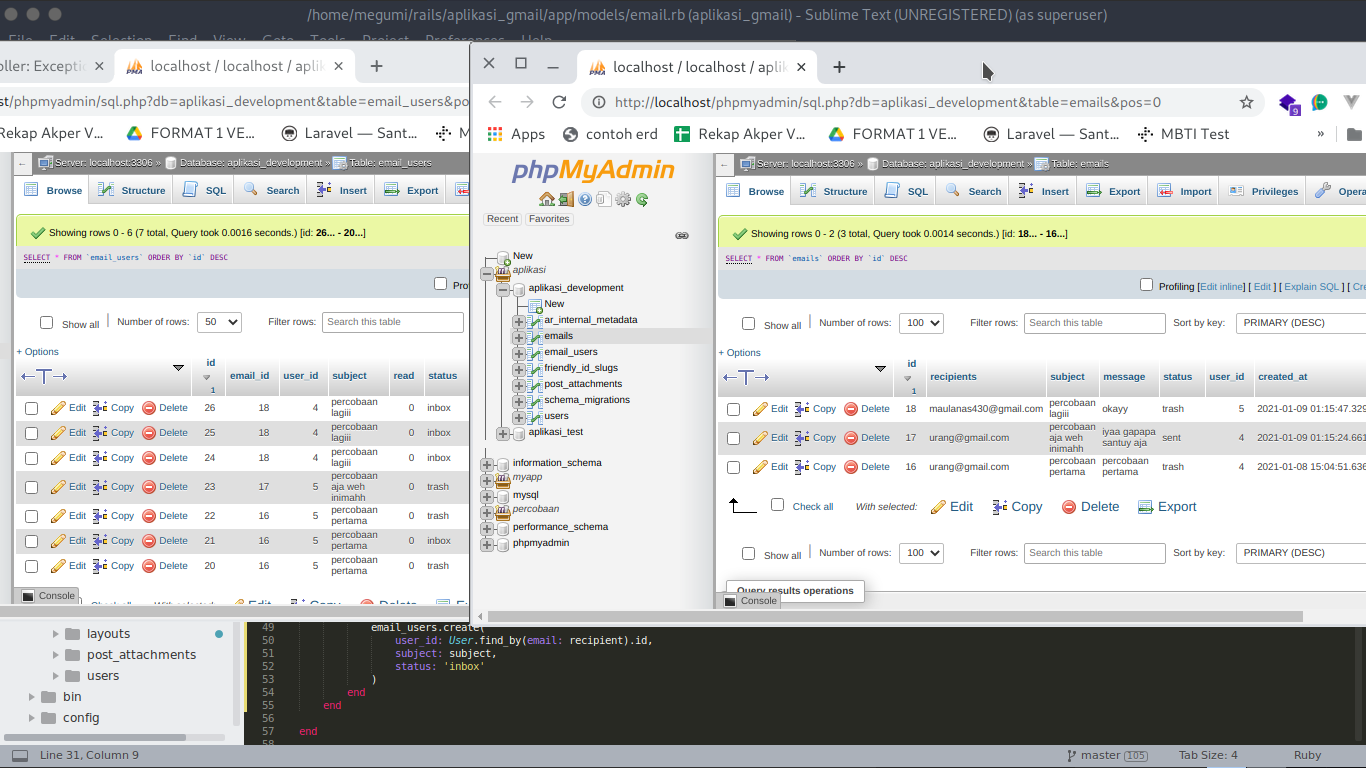 /home/megumi/rails/aplikasi_gmail/app/models/email.rb (aplikasi_gmail) - Sublime Text (UNREGISTERED) (as superuser)
File Edit Selection Find View Goto Tools Project Preferences Help
oller: Excepti
localhost / localhost / aplik
st/phpmyadmin/sql.php?db=aplikasi_development&table=email_users&po
Rekap Akper V... FORMAT 1 VE... Laravel — Sant... M
Server: localhost:3306 » Database: aplikasi_development » Table: email_users
Browse Structure SQL Search Insert Export
Showing rows 0 - 6 (7 total, Query took 0.0016 seconds.) [id: 26... - 20...]
SELECT * FROM `email_users` ORDER BY `id` DESC
Pro
Show all Number of rows: 50 Filter rows: Search this table
+ Options
id 1 email_id user_id subject read status
Edit Copy Delete 26 18 4 percobaan lagiii 0 inbox
Edit Copy Delete 25 18 4 percobaan lagiii 0 inbox
Edit Copy Delete 24 18 4 percobaan lagiii 0 inbox
Edit Copy Delete 23 17 5 percobaan aja weh inimahh 0 trash
Edit Copy Delete 22 16 5 percobaan pertama 0 trash
Edit Copy Delete 21 16 5 percobaan pertama 0 inbox
Edit Copy Delete 20 16 5 percobaan pertama 0 trash
Console
localhost / localhost / aplik
http://localhost/phpmyadmin/sql.php?db=aplikasi_development&table=emails&pos=0
9
Apps contoh erd Rekap Akper V... FORMAT 1 VE... Laravel — Sant... MBTI Test »
phpMyAdmin
Recent Favorites
New
aplikasi
aplikasi_development
New
ar_internal_metadata
emails
email_users
friendly_id_slugs
post_attachments
schema_migrations
users
aplikasi_test
information_schema
myapp
mysql
percobaan
performance_schema
phpmyadmin
Server: localhost:3306 » Database: aplikasi_development » Table: emails
Browse Structure SQL Search Insert Export Import Privileges Opera
Showing rows 0 - 2 (3 total, Query took 0.0014 seconds.) [id: 18... - 16...]
SELECT * FROM `emails` ORDER BY `id` DESC
Profiling [Edit inline] [ Edit ] [ Explain SQL ] [ Cre
Show all Number of rows: 100 Filter rows: Search this table Sort by key: PRIMARY (DESC)
+ Options
id 1 recipients subject message status user_id created_at
Edit Copy Delete 18 maulanas430@gmail.com percobaan lagiii okayy trash 5 2021-01-09 01:15:47.329
Edit Copy Delete 17 urang@gmail.com percobaan aja weh inimahh iyaa gapapa santuy aja sent 4 2021-01-09 01:15:24.661
Edit Copy Delete 16 urang@gmail.com percobaan pertama percobaan pertama trash 4 2021-01-08 15:04:51.636
Check all With selected: Edit Copy Delete Export
Show all Number of rows: 100 Filter rows: Search this table Sort by key: PRIMARY (DESC)
Query results operations
Console
layouts
post_attachments
users
bin
config
49 email_users.create(
50 user_id: User.find_by(email: recipient).id,
51 subject: subject,
52 status: 'inbox'
53 )
54 end
55 end
56
57 end
58
Line 31, Column 9 master 105 Tab Size: 4 Ruby